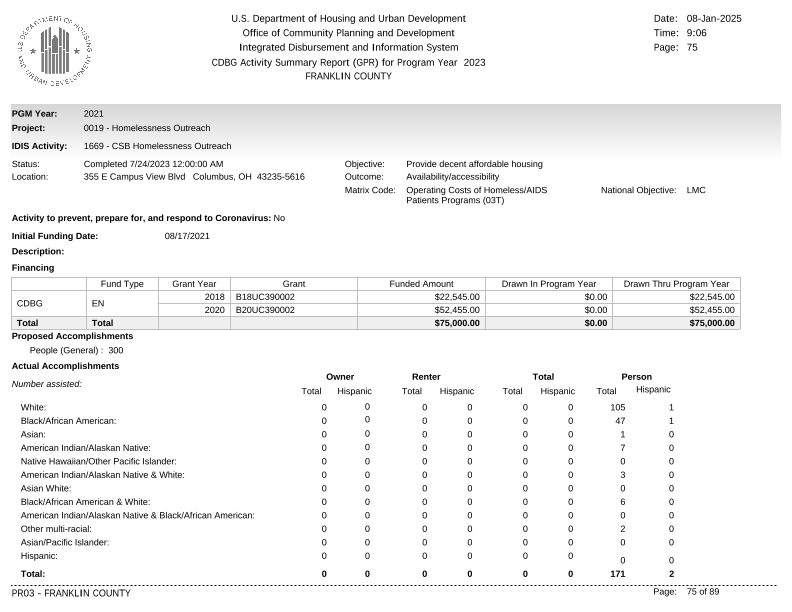 U.S. DEPARTMENT OF HOUSING AND URBAN DEVELOPMENT
U.S. Department of Housing and Urban Development
Office of Community Planning and Development
Integrated Disbursement and Information System
CDBG Activity Summary Report (GPR) for Program Year 2023
FRANKLIN COUNTY
Date: 08-Jan-2025
Time: 9:06
Page: 75
PGM Year: 2021
Project: 0019 - Homelessness Outreach
IDIS Activity: 1669 - CSB Homelessness Outreach
Status: Completed 7/24/2023 12:00:00 AM Objective: Provide decent affordable housing
Location: 355 E Campus View Blvd Columbus, OH 43235-5616 Outcome: Availability/accessibility
Matrix Code: Operating Costs of Homeless/AIDS National Objective: LMC
Patients Programs (03T)
Activity to prevent, prepare for, and respond to Coronavirus: No
Initial Funding Date: 08/17/2021
Description:
Financing
Fund Type Grant Year Grant Funded Amount Drawn In Program Year Drawn Thru Program Year
CDBG EN 2018 B18UC390002 $22,545.00 $0.00 $22,545.00
2020 B20UC390002 $52,455.00 $0.00 $52,455.00
Total Total $75,000.00 $0.00 $75,000.00
Proposed Accomplishments
People (General) : 300
Actual Accomplishments
Number assisted:
Owner Renter Total Person
Total Hispanic Total Hispanic Total Hispanic Total Hispanic
White: 0 0 0 0 0 0 105 1
Black/African American: 0 0 0 0 0 0 47 1
Asian: 0 0 0 0 0 0 1 0
American Indian/Alaskan Native: 0 0 0 0 0 0 7 0
Native Hawaiian/Other Pacific Islander: 0 0 0 0 0 0 0 0
American Indian/Alaskan Native & White: 0 0 0 0 0 0 3 0
Asian White: 0 0 0 0 0 0 0 0
Black/African American & White: 0 0 0 0 0 0 6 0
American Indian/Alaskan Native & Black/African American: 0 0 0 0 0 0 0 0
Other multi-racial: 0 0 0 0 0 0 2 0
Asian/Pacific Islander: 0 0 0 0 0 0 0 0
Hispanic: 0 0 0 0 0 0 0 0
Total: 0 0 0 0 0 0 171 2
PR03 - FRANKLIN COUNTY Page: 75 of 89